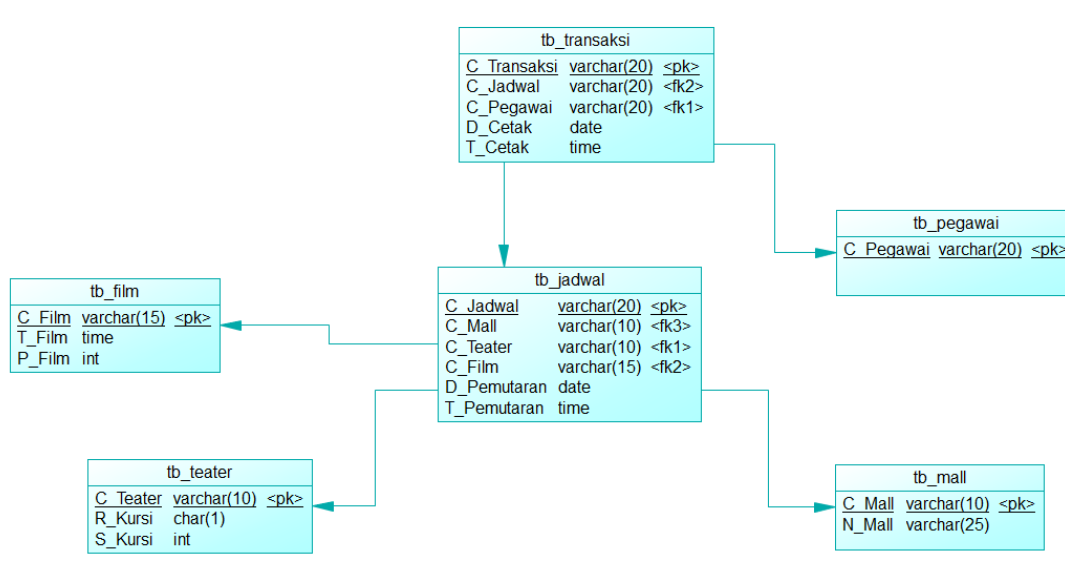 tb_transaksi
C_Transaksi varchar(20) <pk>
C_Jadwal varchar(20) <fk2>
C_Pegawai varchar(20) <fk1>
D_Cetak date
T_Cetak time
tb_pegawai
C_Pegawai varchar(20) <pk>
tb_jadwal
C_Jadwal varchar(20) <pk>
C_Mall varchar(10) <fk3>
C_Teater varchar(10) <fk1>
C_Film varchar(15) <fk2>
D_Pemutaran date
T_Pemutaran time
tb_film
C_Film varchar(15) <pk>
T_Film time
P_Film int
tb_teater
C_Teater varchar(10) <pk>
R_Kursi char(1)
S_Kursi int
tb_mall
C_Mall varchar(10) <pk>
N_Mall varchar(25)